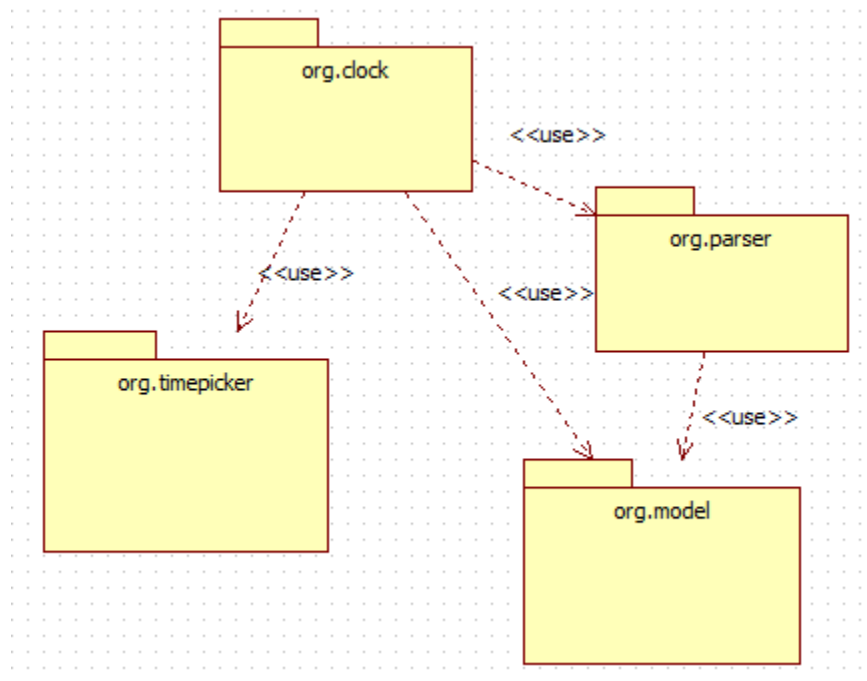 org.clock
<<use>>
org.parser
<<use>>
<<use>>
org.timepicker
<<use>>
org.model